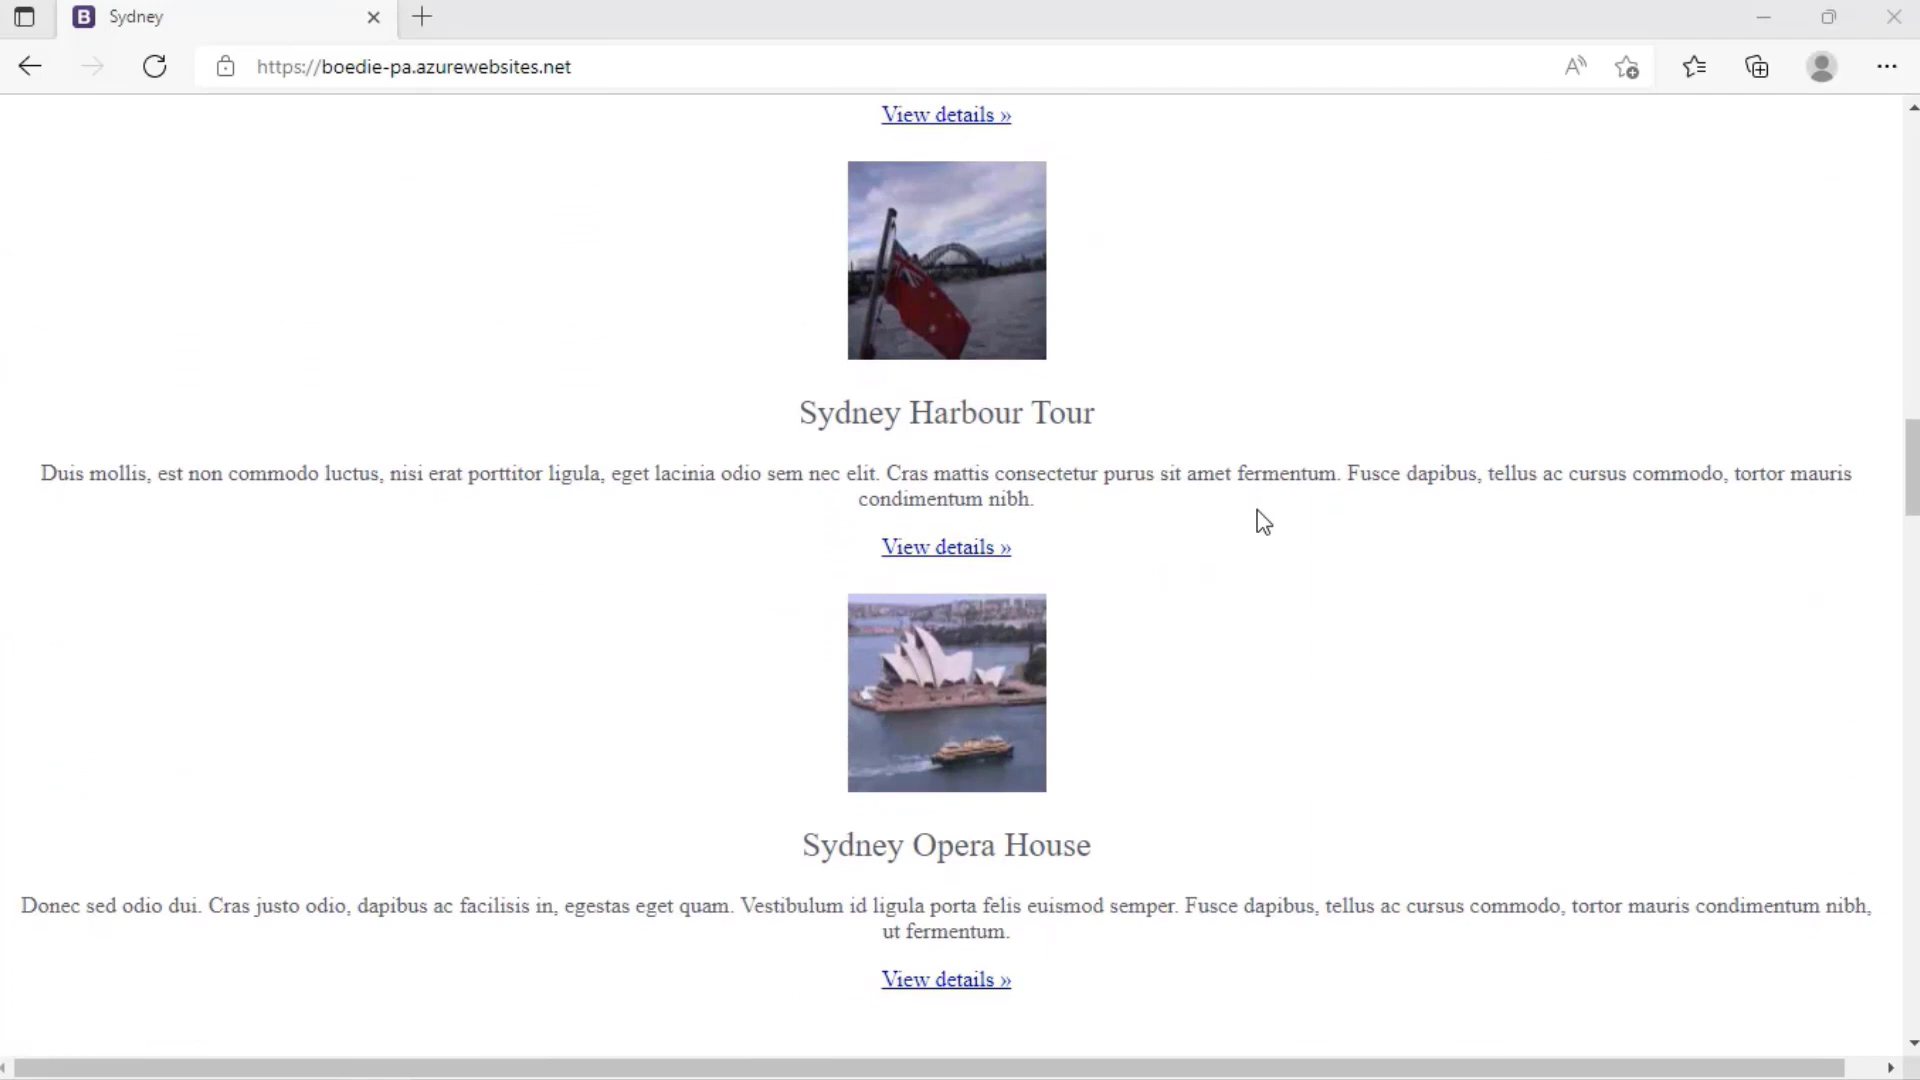 B Sydney
https://boedie-pa.azurewebsites.net
View details »
Sydney Harbour Tour
Duis mollis, est non commodo luctus, nisi erat porttitor ligula, eget lacinia odio sem nec elit. Cras mattis consectetur purus sit amet fermentum. Fusce dapibus, tellus ac cursus commodo, tortor mauris
condimentum nibh.
View details »
Sydney Opera House
Donec sed odio dui. Cras justo odio, dapibus ac facilisis in, egestas eget quam. Vestibulum id ligula porta felis euismod semper. Fusce dapibus, tellus ac cursus commodo, tortor mauris condimentum nibh,
ut fermentum.
View details »